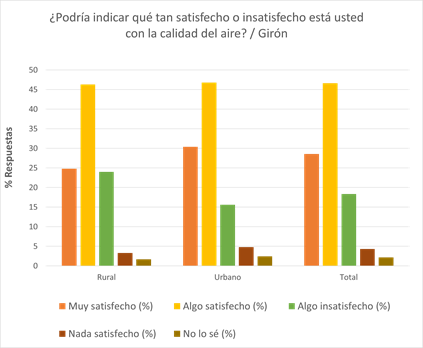 ¿Podría indicar qué tan satisfecho o insatisfecho está usted
con la calidad del aire? / Girón
% Respuestas
50
45
40
35
30
25
20
15
10
5
0
Rural Urbano Total
Muy satisfecho (%) Algo satisfecho (%) Algo insatisfecho (%)
Nada satisfecho (%) No lo sé (%)